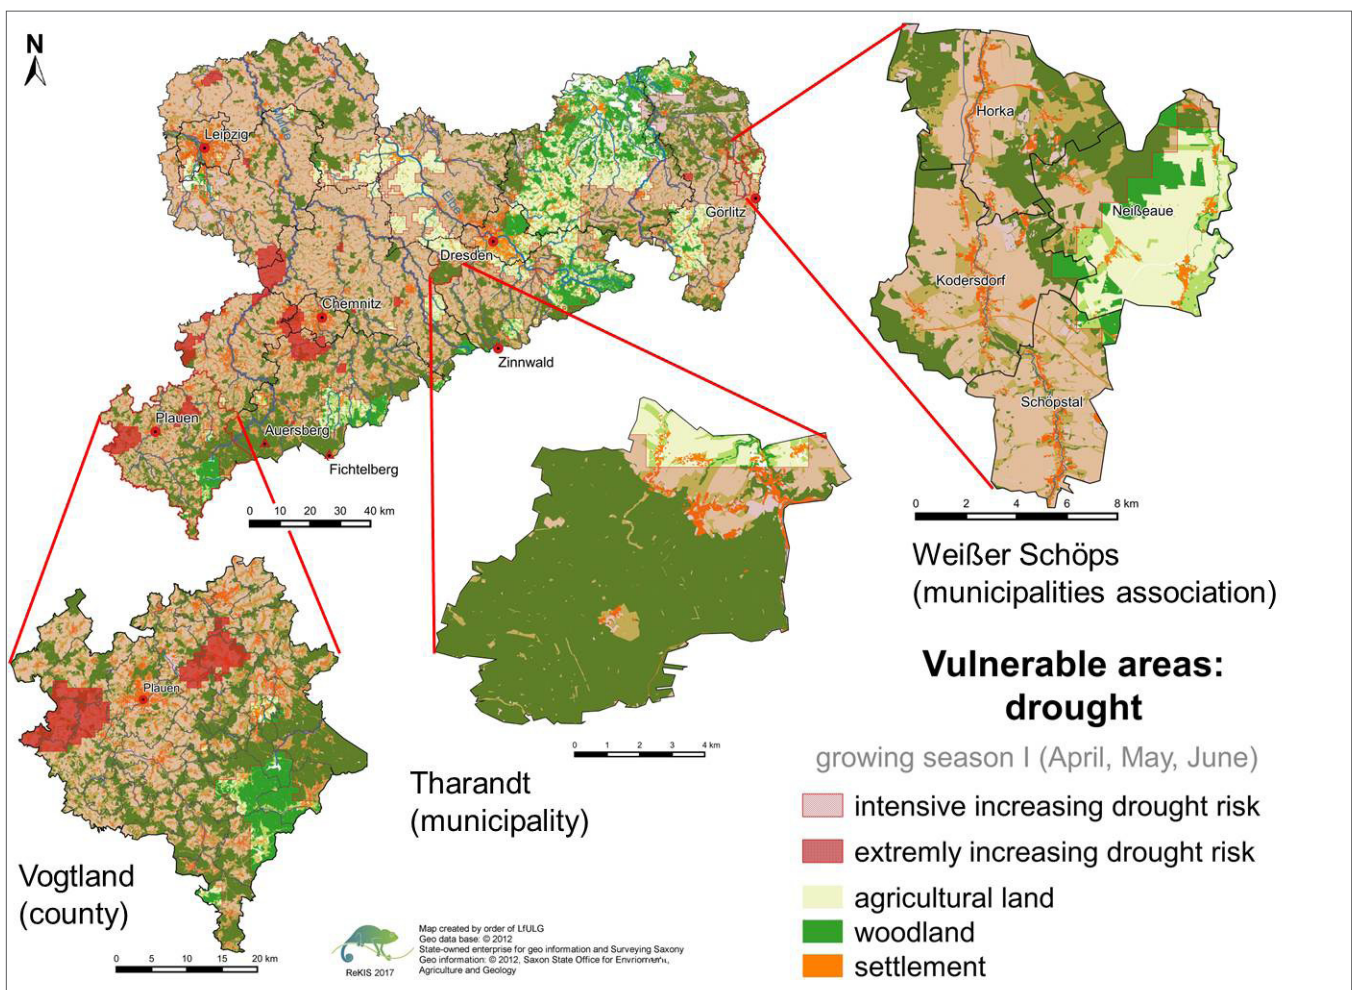 N
Leipzig
Mulde
Elbe
Görlitz
Dresden
Chemnitz
Zinnwald
Plauen
Auersberg
Fichtelberg
0 10 20 30 40 km
Horka
Neißeaue
Kodersdorf
Schöpstal
0 2 4 6 8 km
Weißer Schöps
(municipalities association)
Plauen
Vogtland
(county)
0 5 10 15 20 km
0 1 2 3 4 km
Tharandt
(municipality)
Vulnerable areas:
drought
growing season I (April, May, June)
intensive increasing drought risk
extremly increasing drought risk
agricultural land
woodland
settlement
ReKIS 2017
Map created by order of LfULG
Geo data base: © 2012
State-owned enterprise for geo information and Surveying Saxony
Geo information: © 2012, Saxon State Office for
Agriculture and Geology